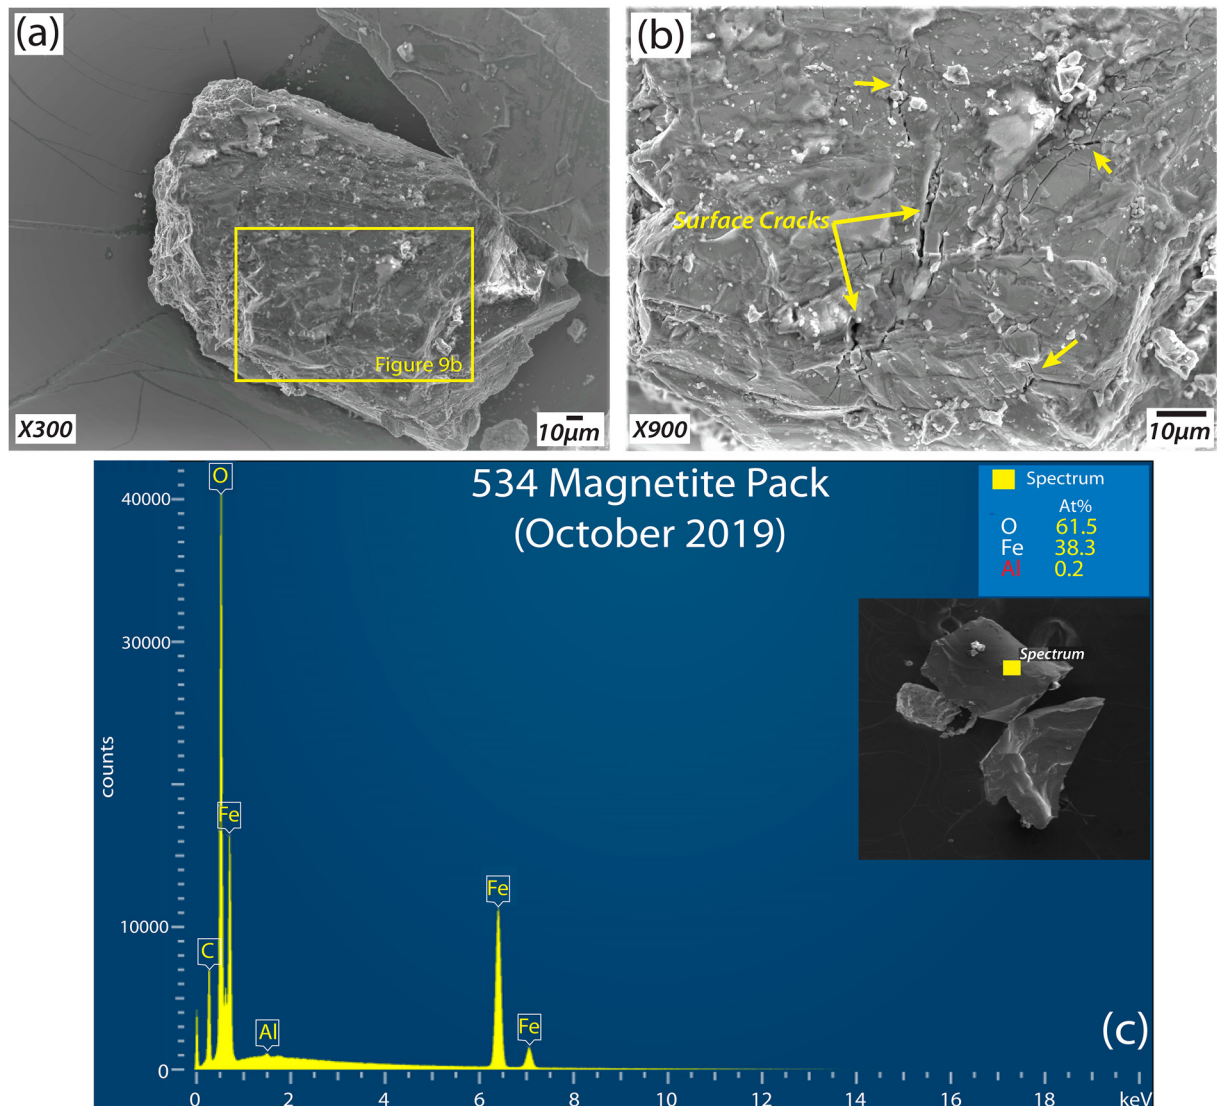 (a)
Figure 9b
X300
10µm
(b)
Surface Cracks
X900
10µm
534 Magnetite Pack
(October 2019)
Spectrum
At%
O 61.5
Fe 38.3
Al 0.2
Spectrum
counts
40000
30000
10000
0
O
Fe
C
Al
Fe
Fe
(c)
0 2 4 6 8 10 12 14 16 18 keV